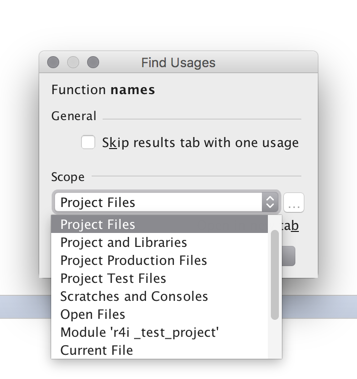 Find Usages
Function names
General
Skip results tab with one usage
Scope
Project Files
...
Project Files
tab
Project and Libraries
Project Production Files
Project Test Files
Scratches and Consoles
Open Files
Module 'r4i _test_project'
Current File